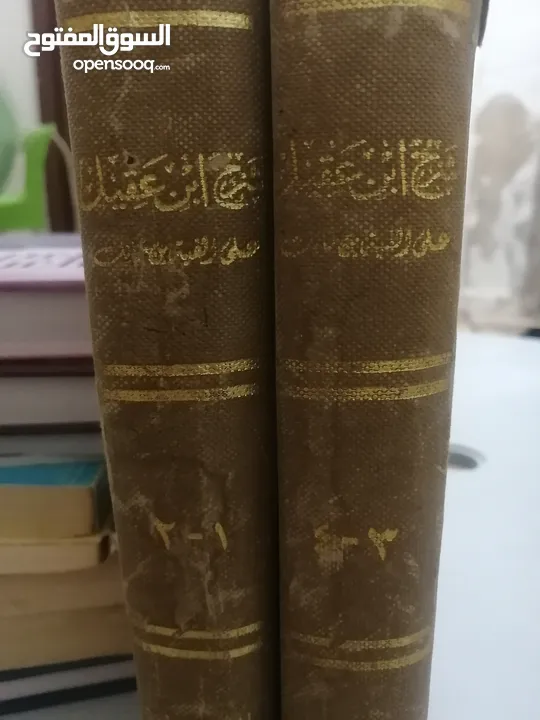 السوق المفتوح
opensooq.com
شرح ابن عقيل
على ألفية ابن مالك
١-٢
شرح ابن عقيل
على ألفية ابن مالك
٣-٤